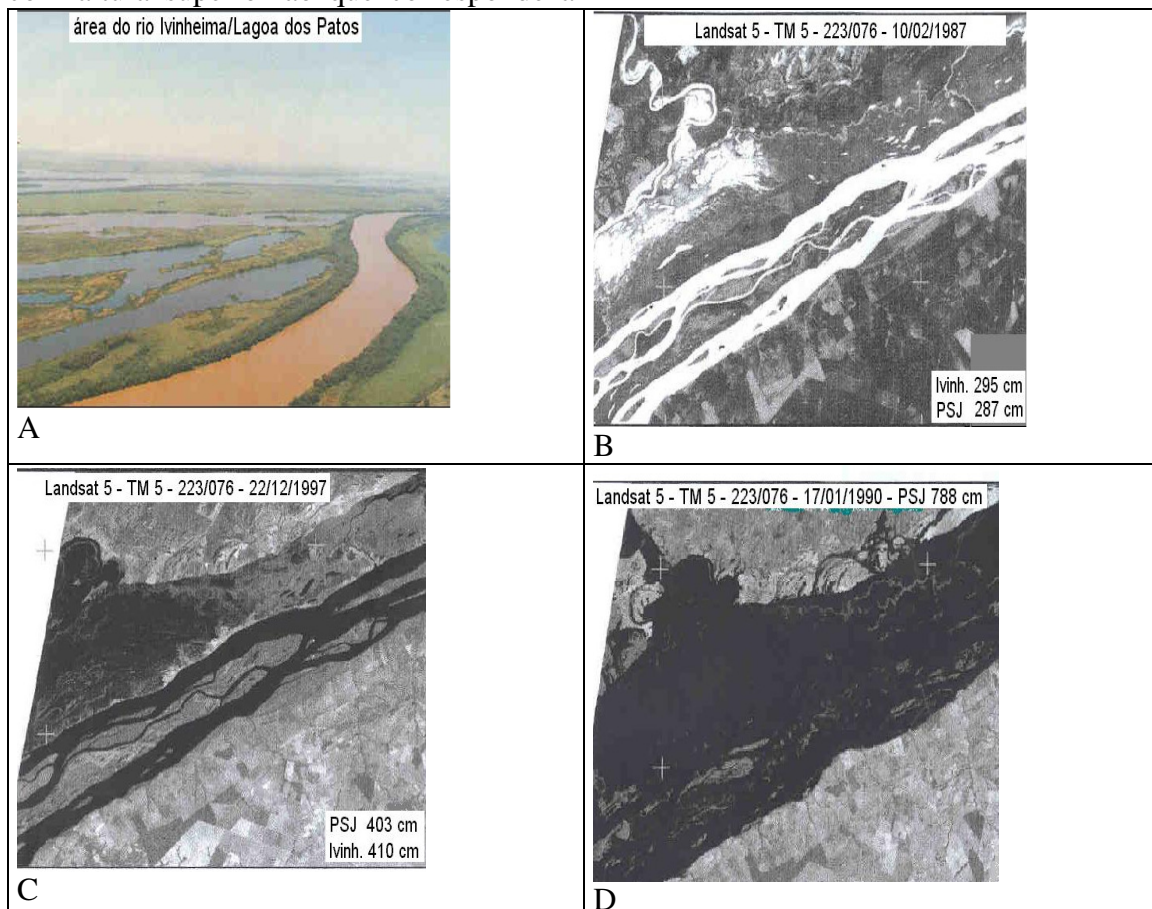 área do rio Ivinheima/Lagoa dos Patos
A
Landsat 5 - TM 5 - 223/076 - 10/02/1987
Ivinh. 295 cm
PSJ 287 cm
B
Landsat 5 - TM 5 - 223/076 - 22/12/1997
PSJ 403 cm
Ivinh. 410 cm
C
Landsat 5 - TM 5 - 223/076 - 17/01/1990 - PSJ 788 cm
D